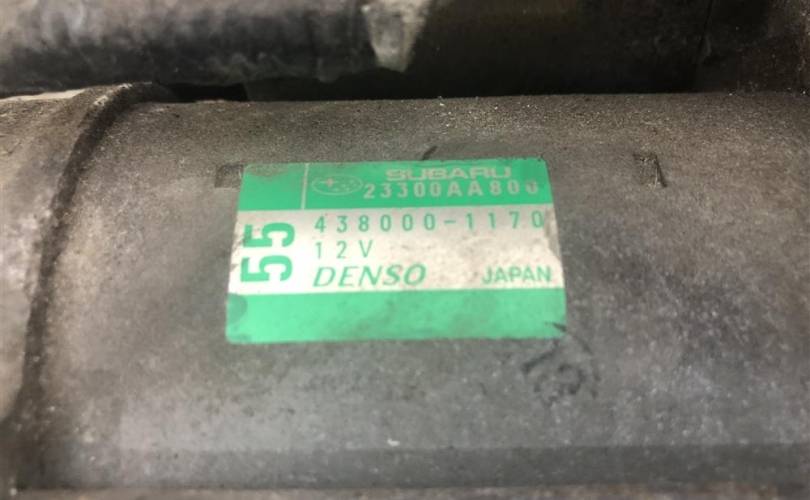 SUBARU
23300AA800
55
438000-1170
12V
DENSO JAPAN